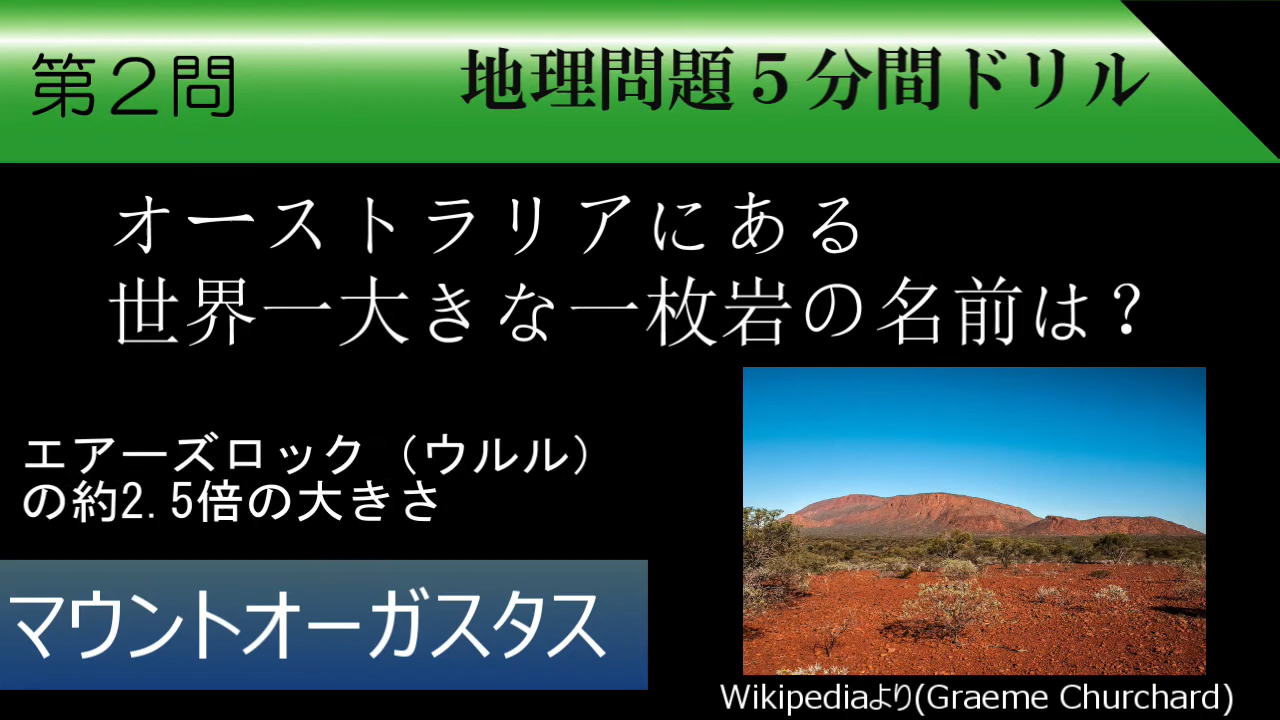 第2問
地理問題5分間ドリル
オーストラリアにある
世界一大きな一枚岩の名前は?
エアーズロック(ウルル)
の約2.5倍の大きさ
マウントオーガスタス
Wikipediaより(Graeme Churchard)